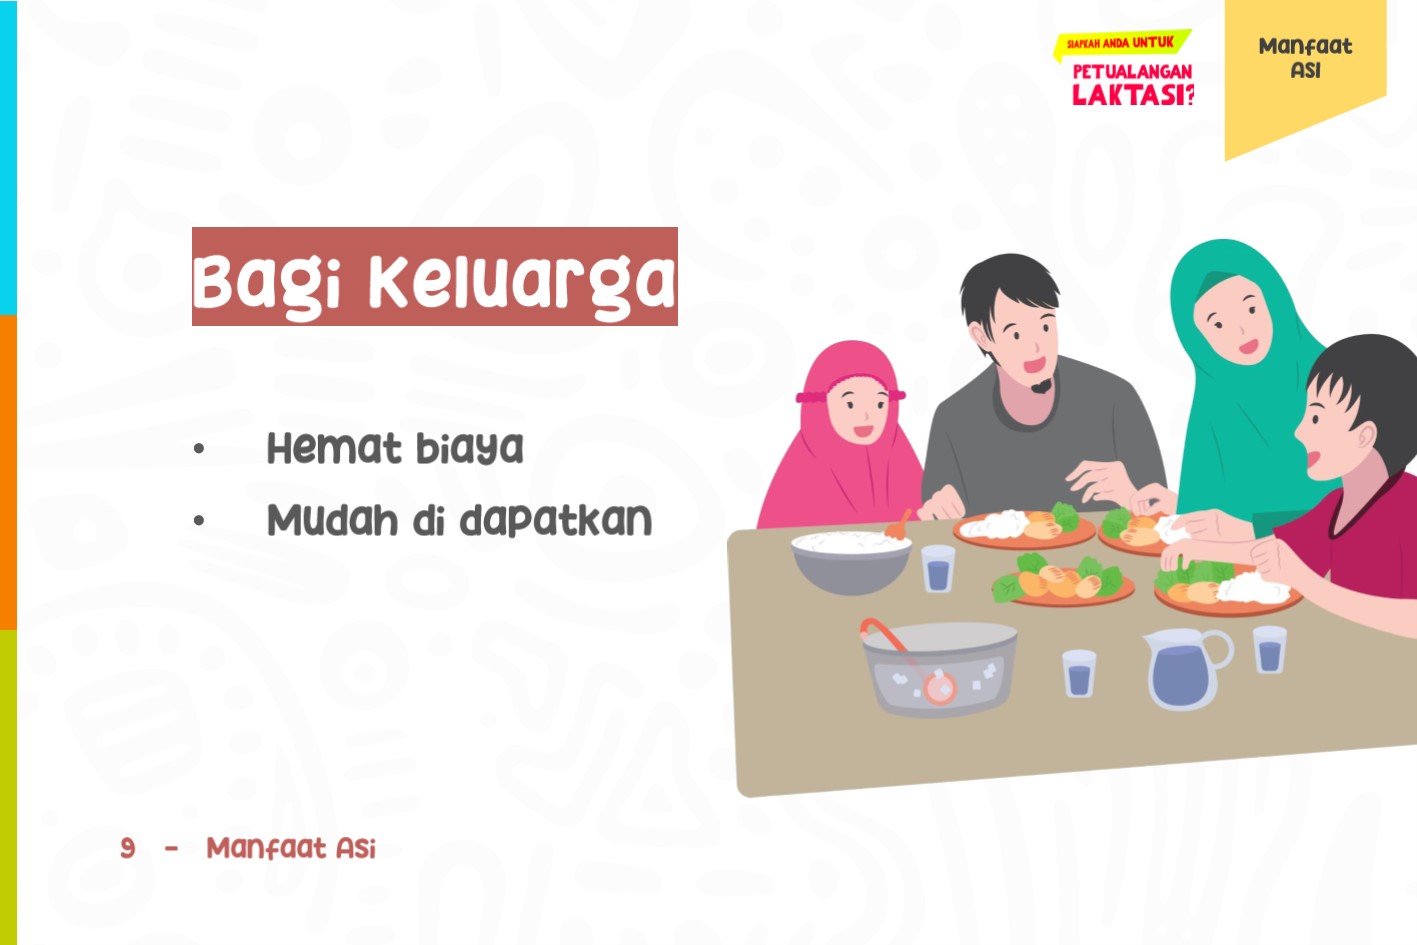 SIAPKAH ANDA UNTUK
PETUALANGAN
LAKTASI?
Manfaat
ASI
Bagi Keluarga
• Hemat biaya
• Mudah di dapatkan
9 - Manfaat Asi